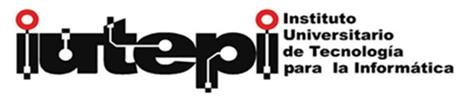 iutepi
Instituto
Universitario
de Tecnología
para la Informática